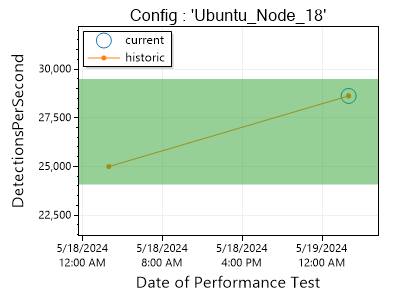 Config : 'Ubuntu_Node_18'
current
historic
DetectionsPerSecond
30,000
27,500
25,000
22,500
5/18/2024 5/18/2024 5/18/2024 5/19/2024
12:00 AM 8:00 AM 4:00 PM 12:00 AM
Date of Performance Test